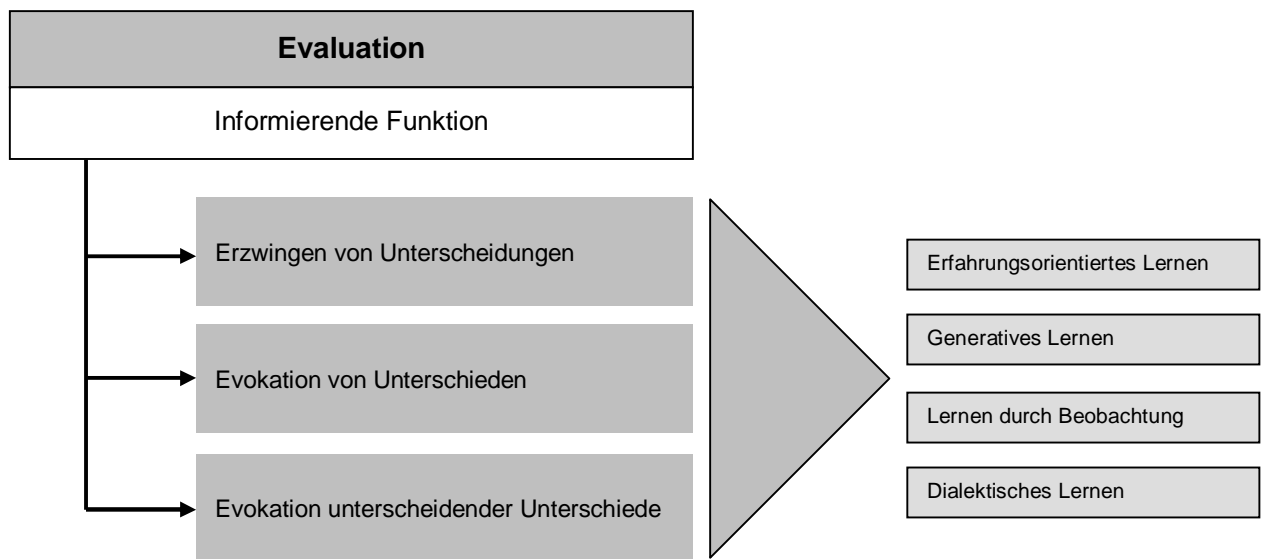 Evaluation
Informierende Funktion
Erzwingen von Unterscheidungen
Evokation von Unterschieden
Evokation unterscheidender Unterschiede
Erfahrungsorientiertes Lernen
Generatives Lernen
Lernen durch Beobachtung
Dialektisches Lernen